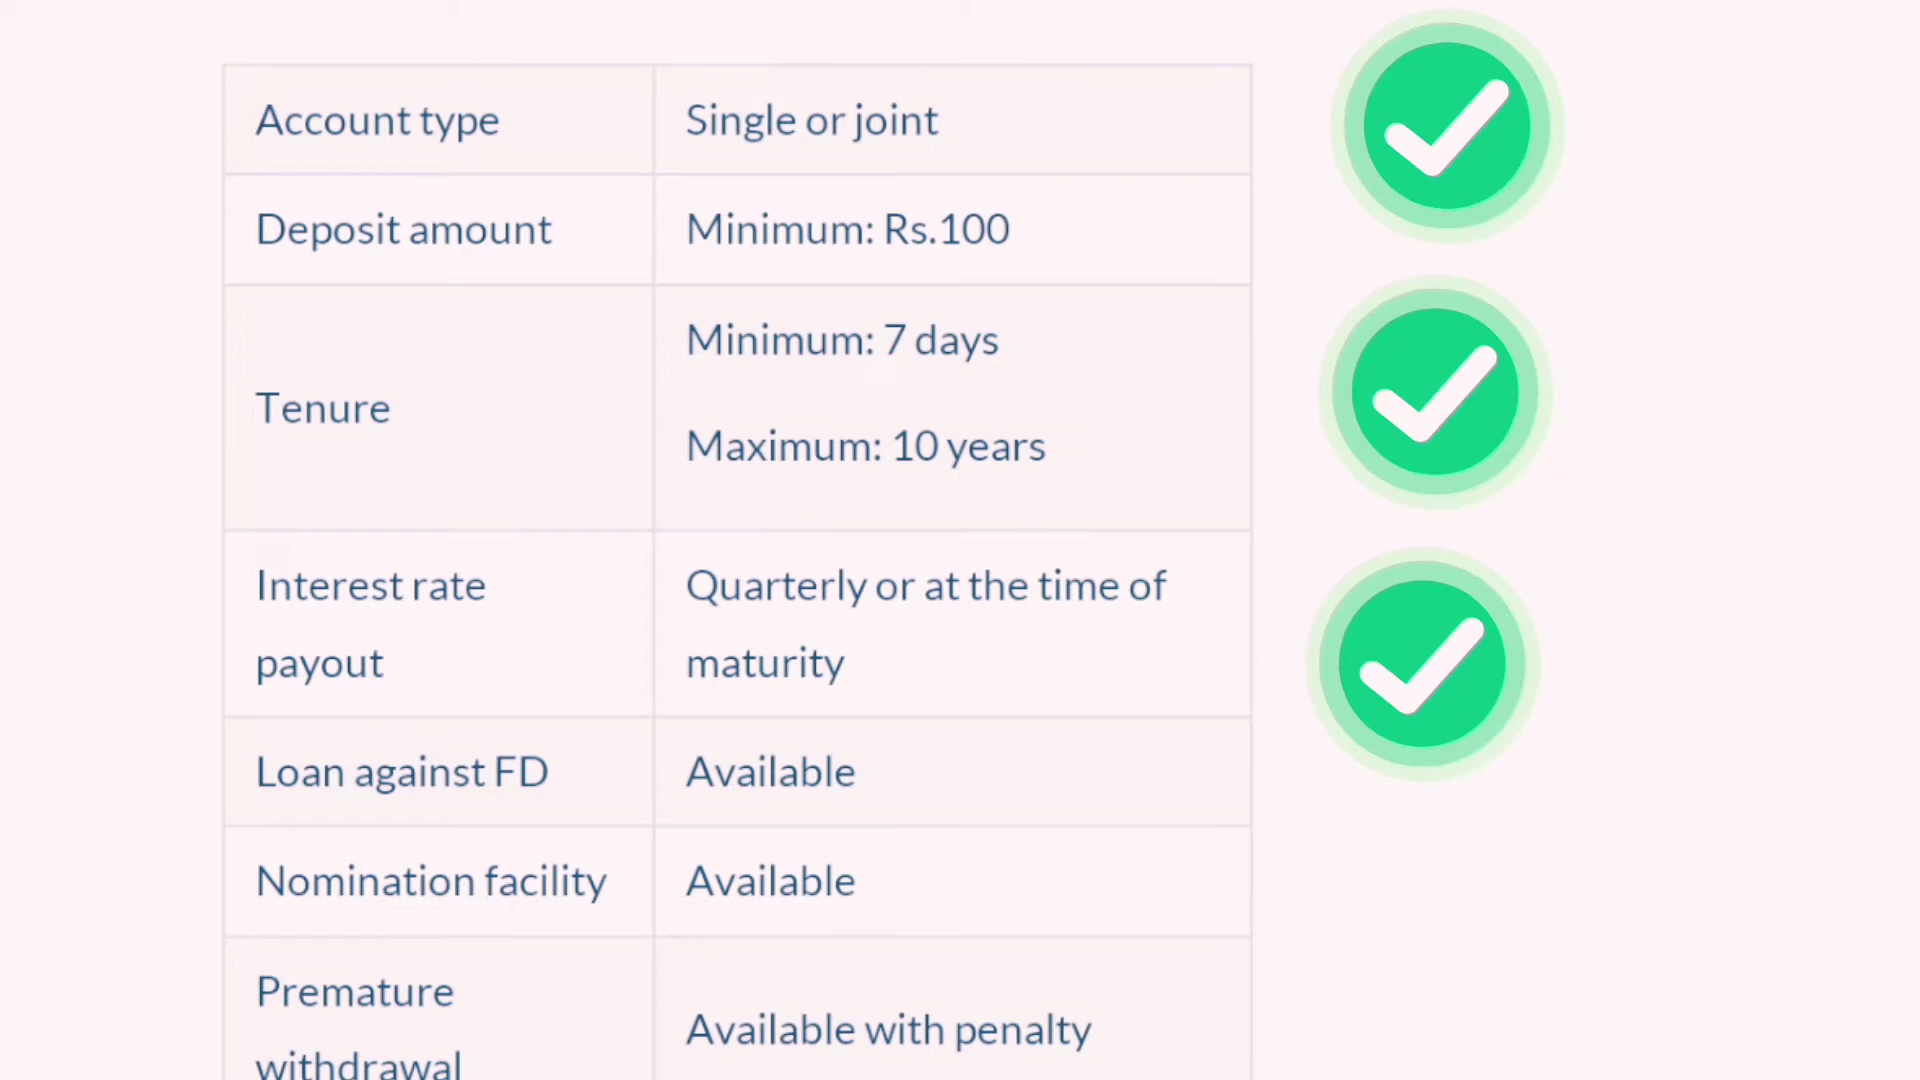 Account type
Single or joint
Deposit amount
Minimum: Rs.100
Tenure
Minimum: 7 days
Maximum: 10 years
Interest rate
payout
Quarterly or at the time of
maturity
Loan against FD
Available
Nomination facility
Available
Premature
withdrawal
Available with penalty